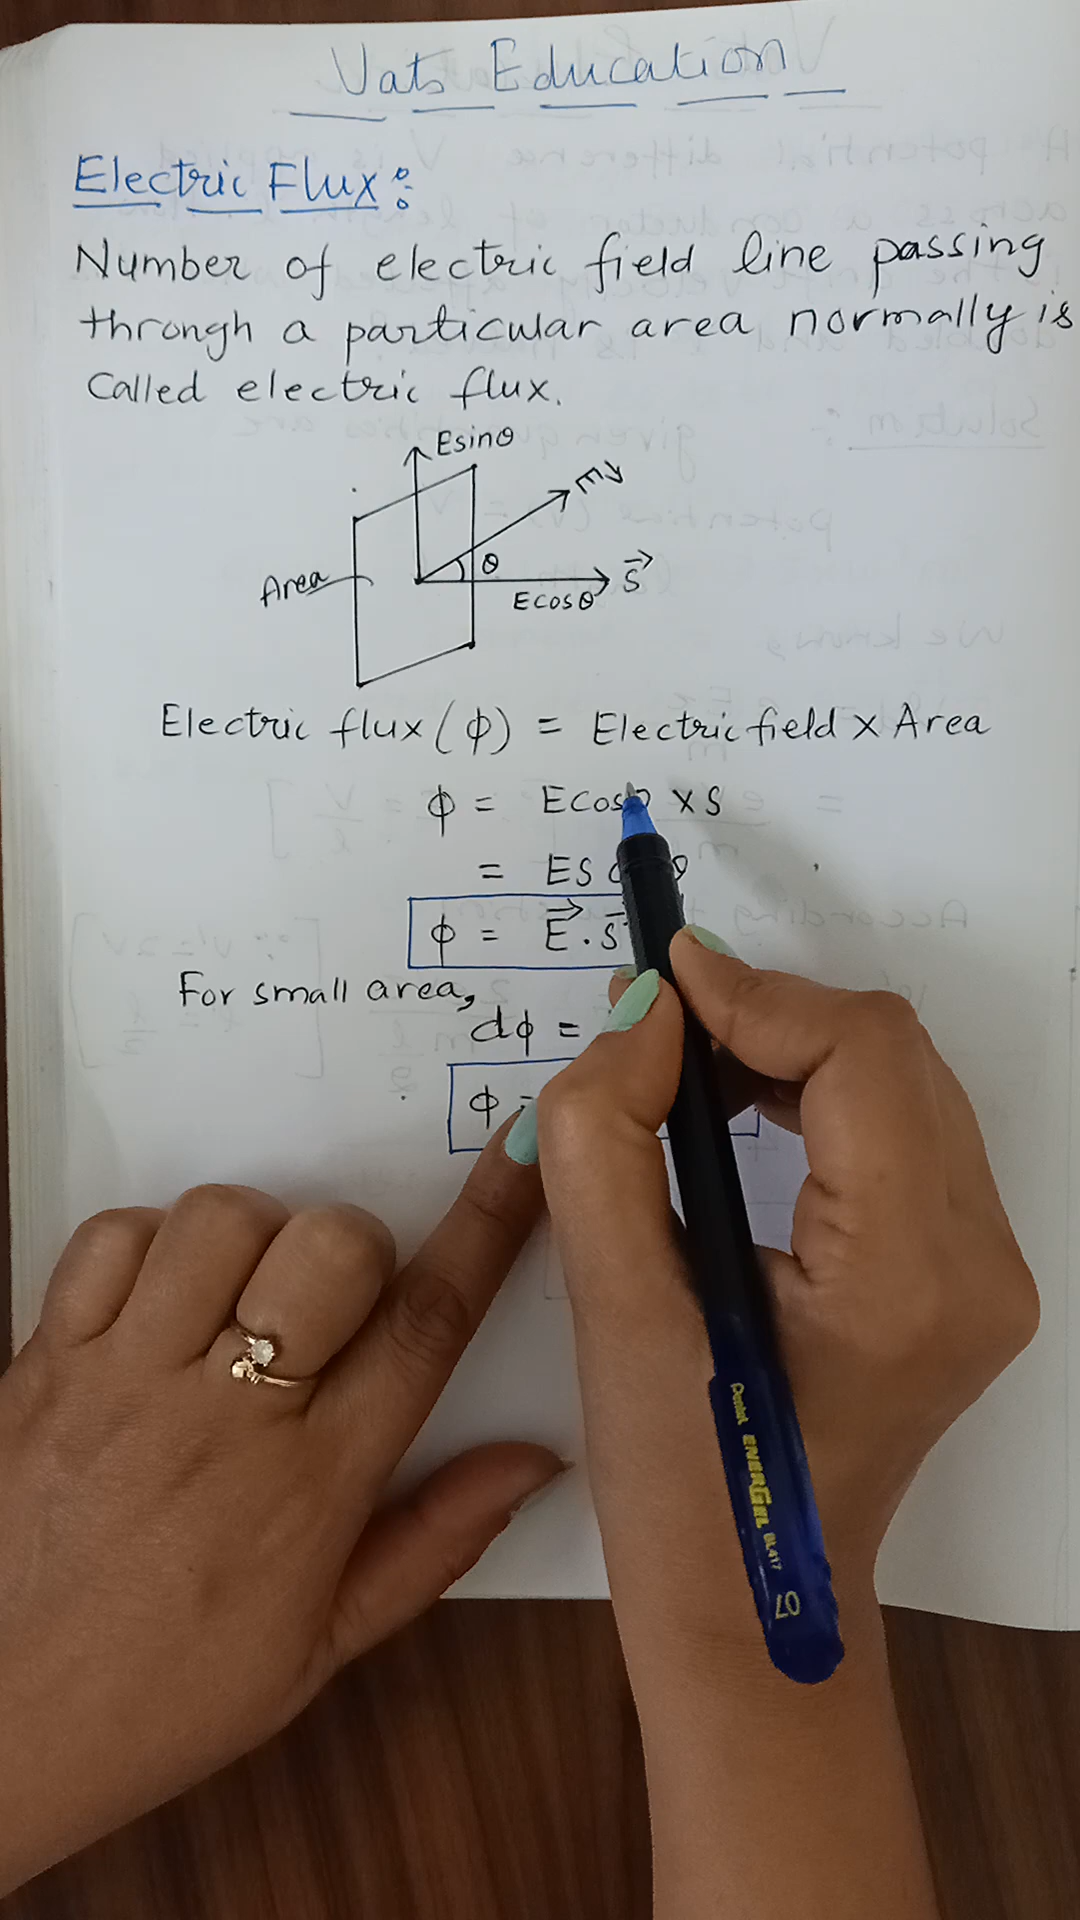 Vats Education
Electric Flux:
Number of electric field line passing
through a particular area normally is
Called electric flux.
Esinθ
E
θ
Area
S
Ecosθ
Electric flux (ϕ) = Electric field × Area
ϕ = Ecosθ × S
= ES
ϕ = E . S
For small area,
dϕ =
ϕ =
Pentel ENERGEL BL417
07